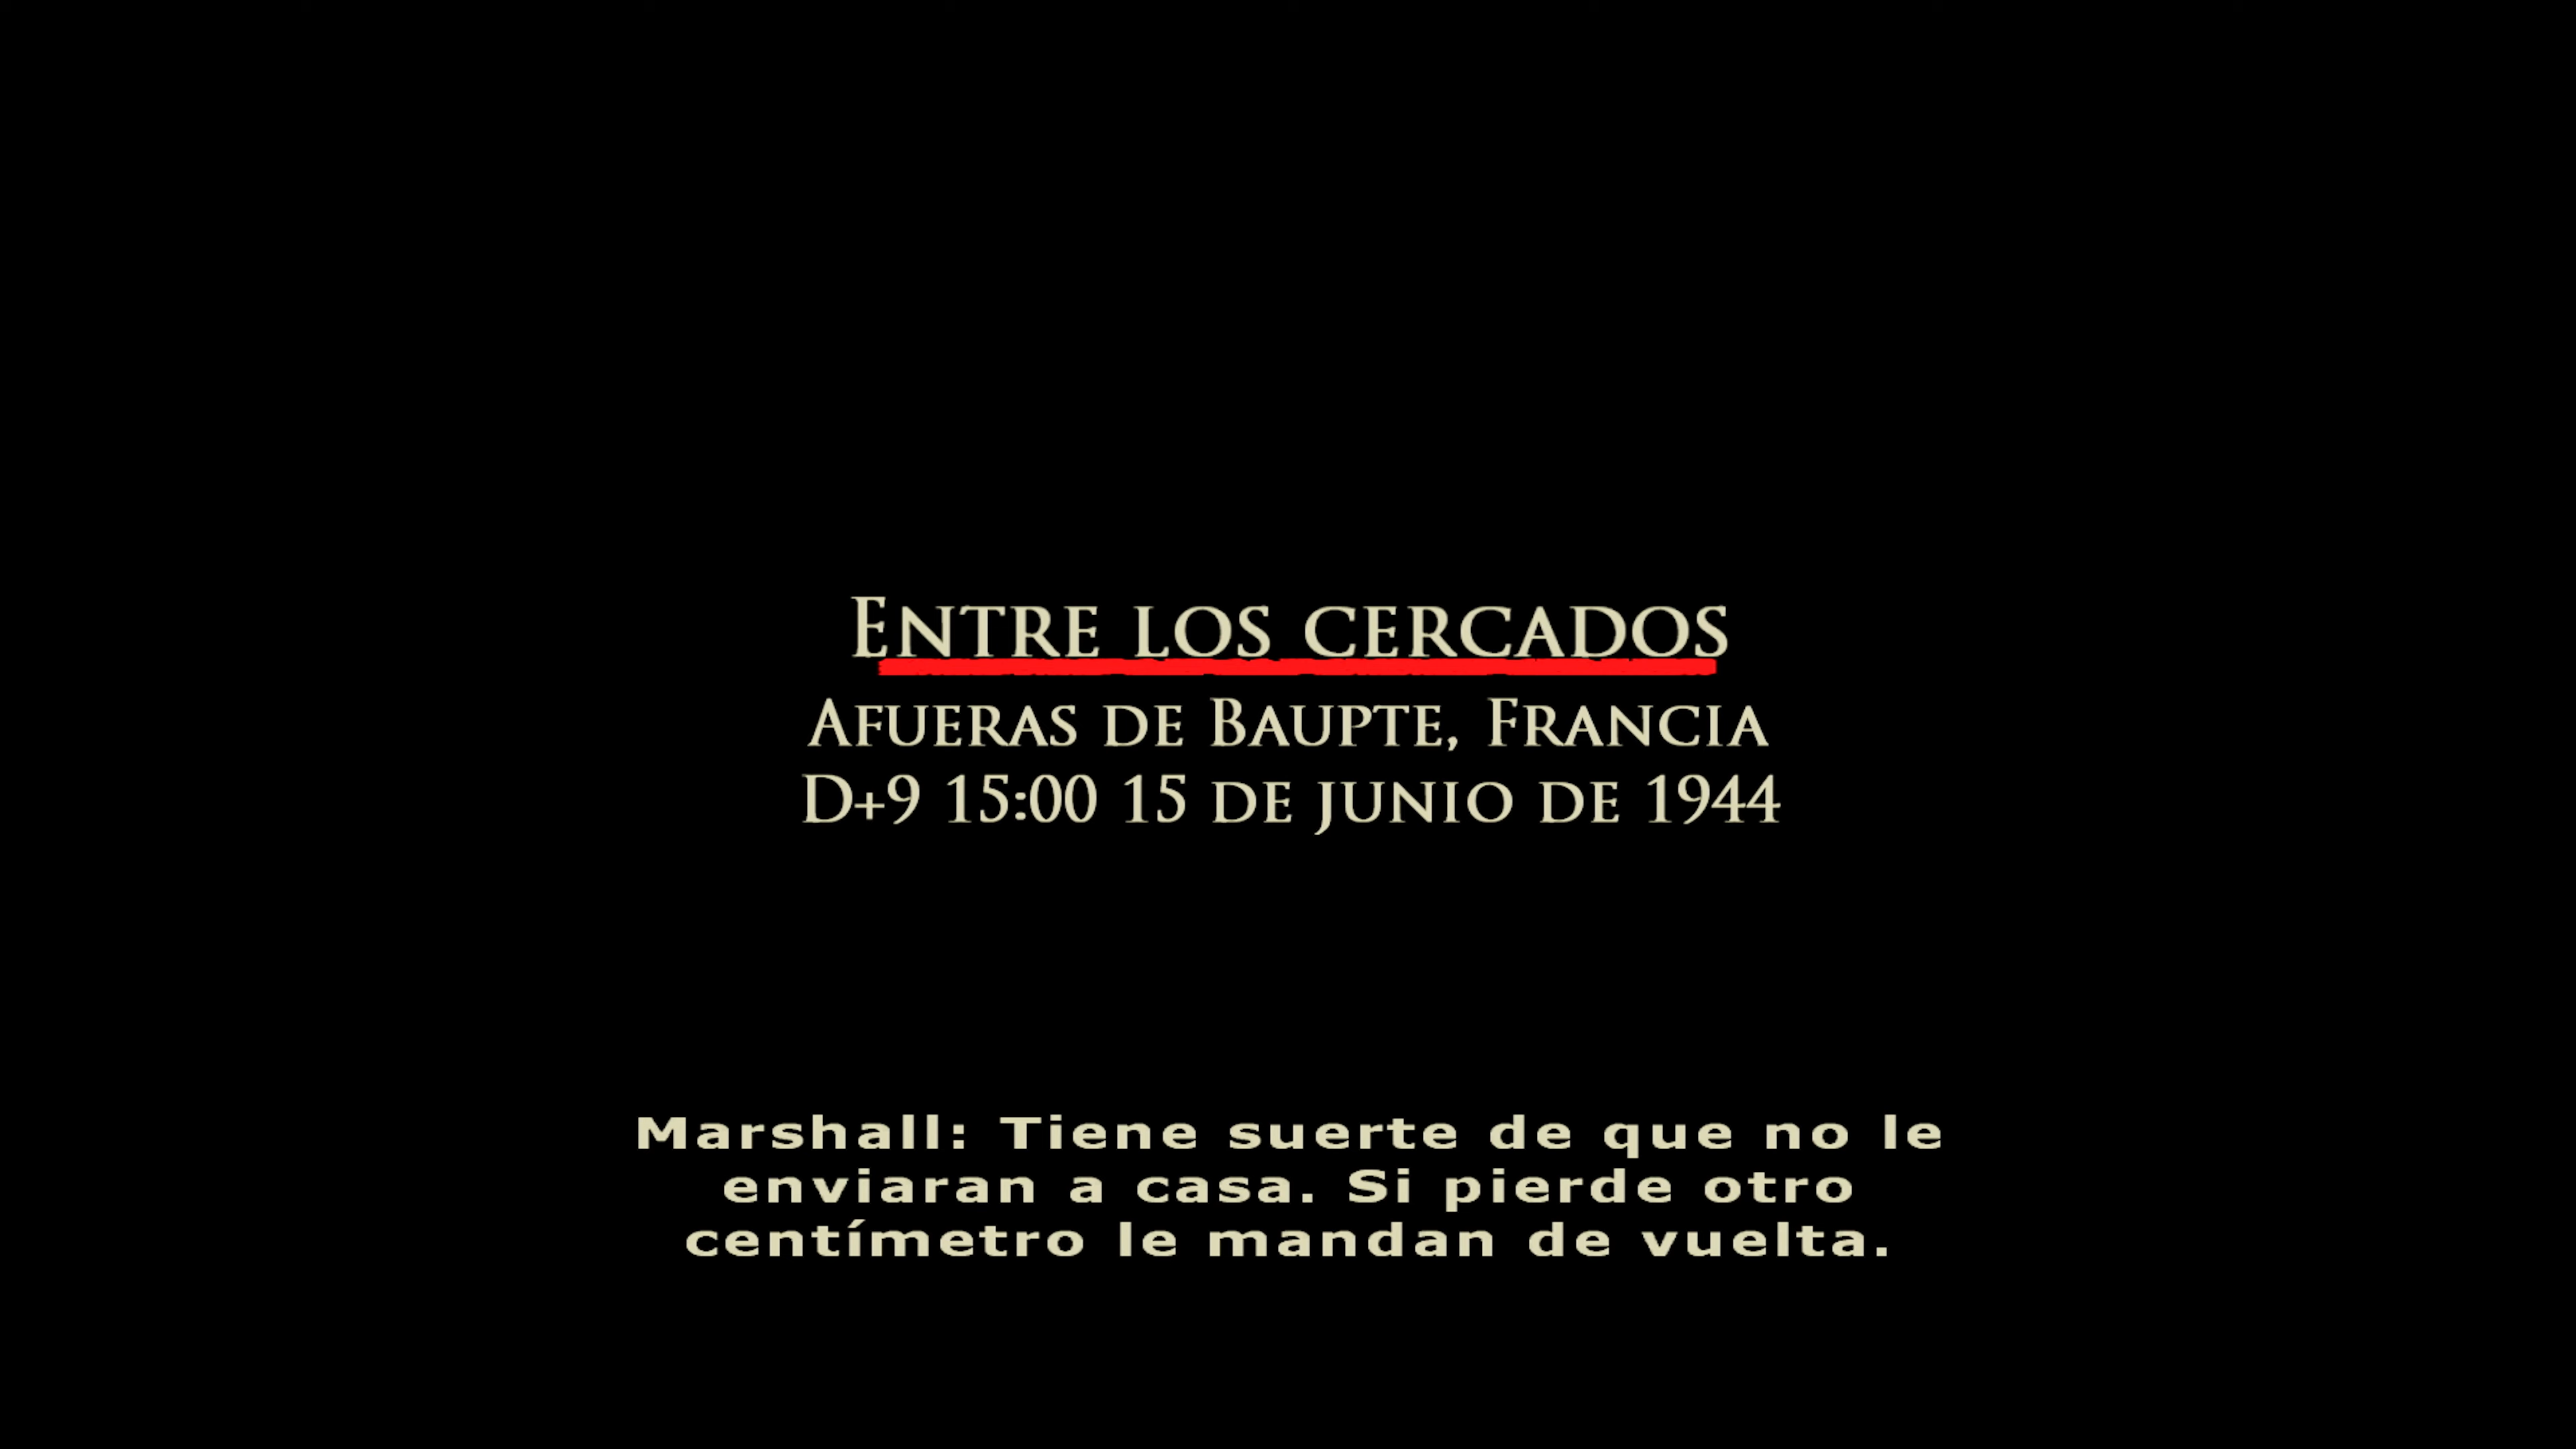 Entre los cercados
Afueras de Baupte, Francia
D+9 15:00 15 de junio de 1944
Marshall: Tiene suerte de que no le
enviaran a casa. Si pierde otro
centímetro le mandan de vuelta.